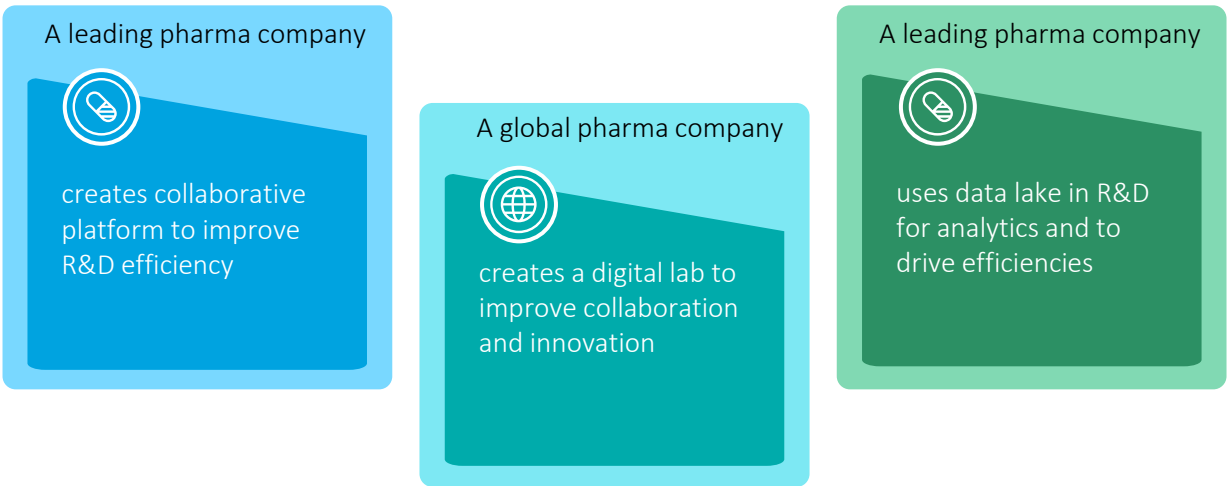 A leading pharma company
creates collaborative
platform to improve
R&D efficiency
A global pharma company
creates a digital lab to
improve collaboration
and innovation
A leading pharma company
uses data lake in R&D
for analytics and to
drive efficiencies